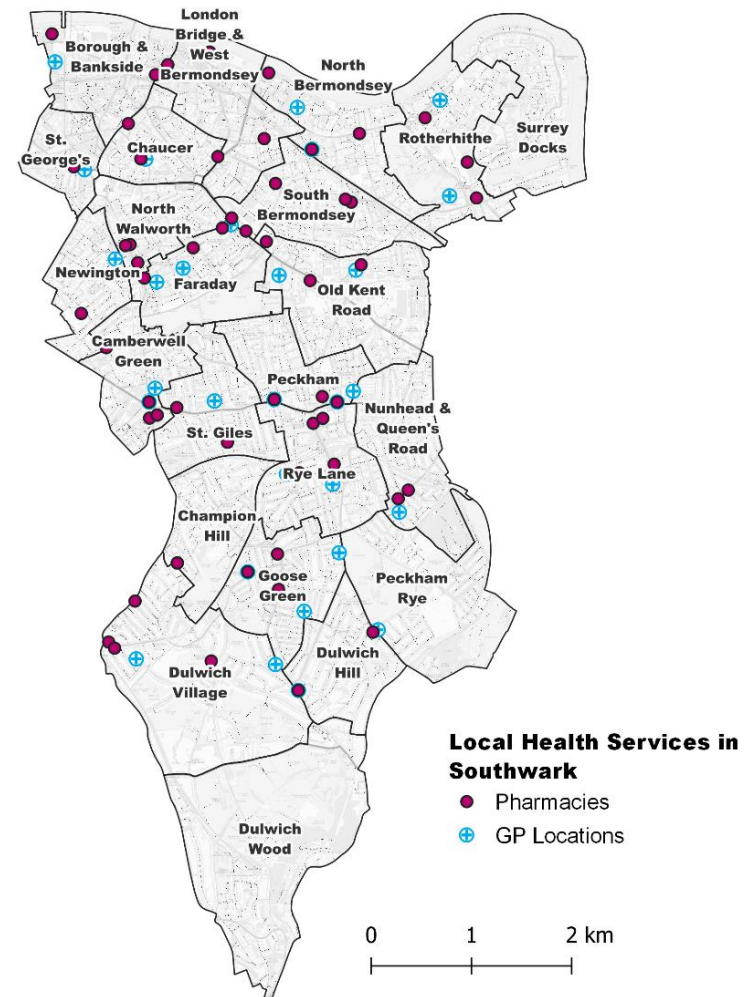 London
Bridge &
West
Bermondsey
Borough &
Bankside
North
Bermondsey
Rotherhithe
Surrey
Docks
St.
George's
Chaucer
South
Bermondsey
North
Walworth
Newington
Faraday
Old Kent
Road
Camberwell
Green
Peckham
Nunhead &
Queen's
Road
St. Giles
Rye Lane
Champion
Hill
Goose
Green
Peckham
Rye
Dulwich
Hill
Dulwich
Village
Dulwich
Wood
Local Health Services in
Southwark
Pharmacies
GP Locations
0 1 2 km